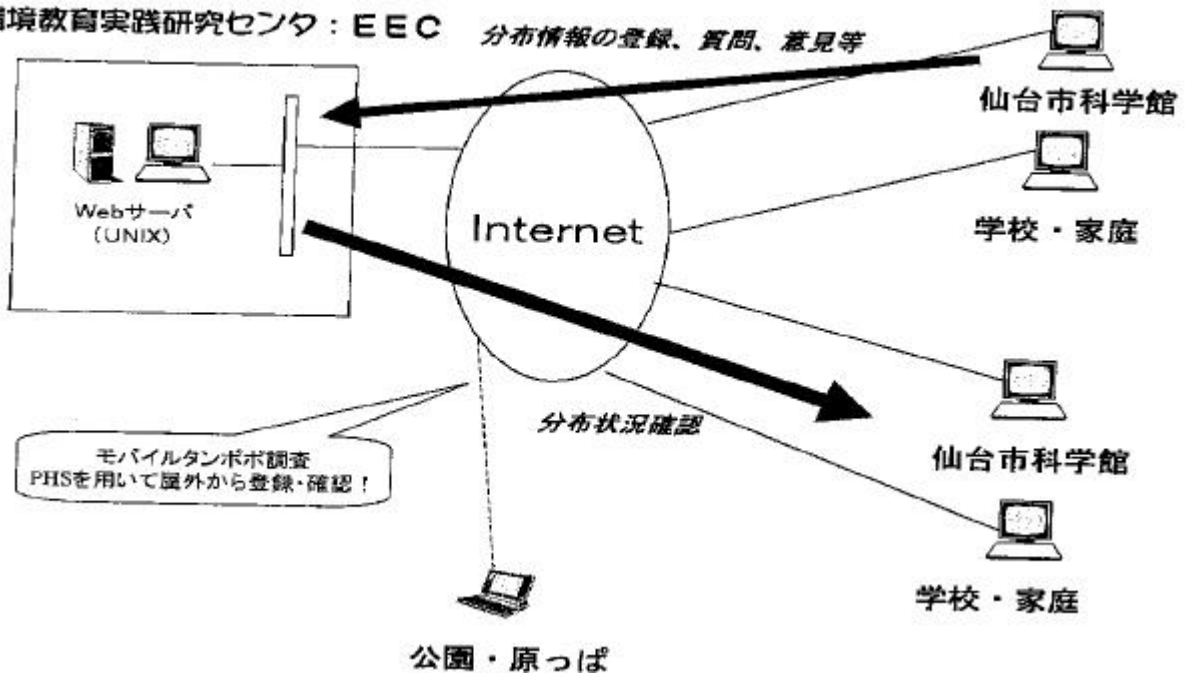 境教育実践研究センタ：ＥＥＣ
分布情報の登録、質問、意見等
仙台市科学館
Webサーバ
（UNIX）
Internet
学校・家庭
分布状況確認
モバイルタンポポ調査
PHSを用いて屋外から登録・確認！
仙台市科学館
学校・家庭
公園・原っぱ